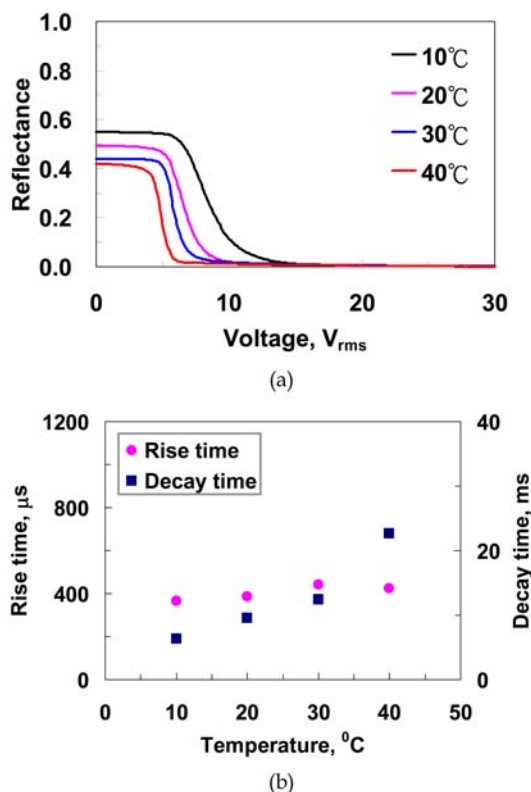 (a)
1.0
0.8
0.6
0.4
0.2
0.0
Reflectance
10℃
20℃
30℃
40℃
0
10
20
30
Voltage, Vrms
(a)
1200
800
400
0
Rise time, μs
Rise time
Decay time
40
20
0
Decay time, ms
0
10
20
30
40
50
Temperature, ⁰C
(b)